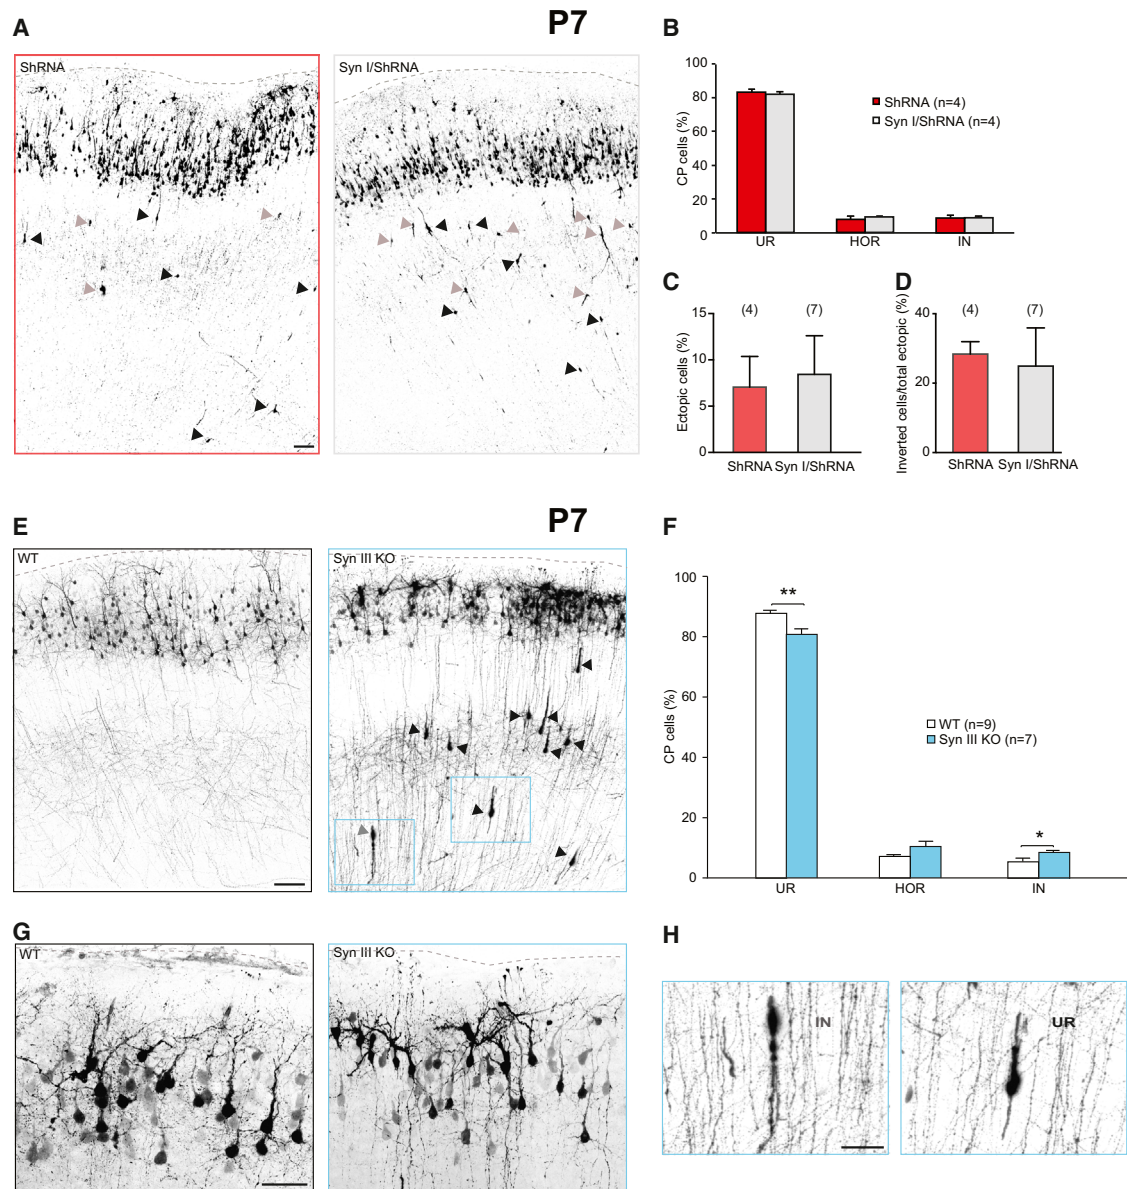 P7
A
ShRNA
Syn I/ShRNA
B
100
80
60
40
20
0
CP cells (%)
ShRNA (n=4)
Syn I/ShRNA (n=4)
UR HOR IN
C
15
10
5
0
Ectopic cells (%)
(4) (7)
ShRNA Syn I/ShRNA
D
40
20
0
Inverted cells/total ectopic (%)
(4) (7)
ShRNA Syn I/ShRNA
P7
E
WT
Syn III KO
F
100
80
60
40
20
0
CP cells (%)
**
*
WT (n=9)
Syn III KO (n=7)
UR HOR IN
G
WT
Syn III KO
H
IN
UR